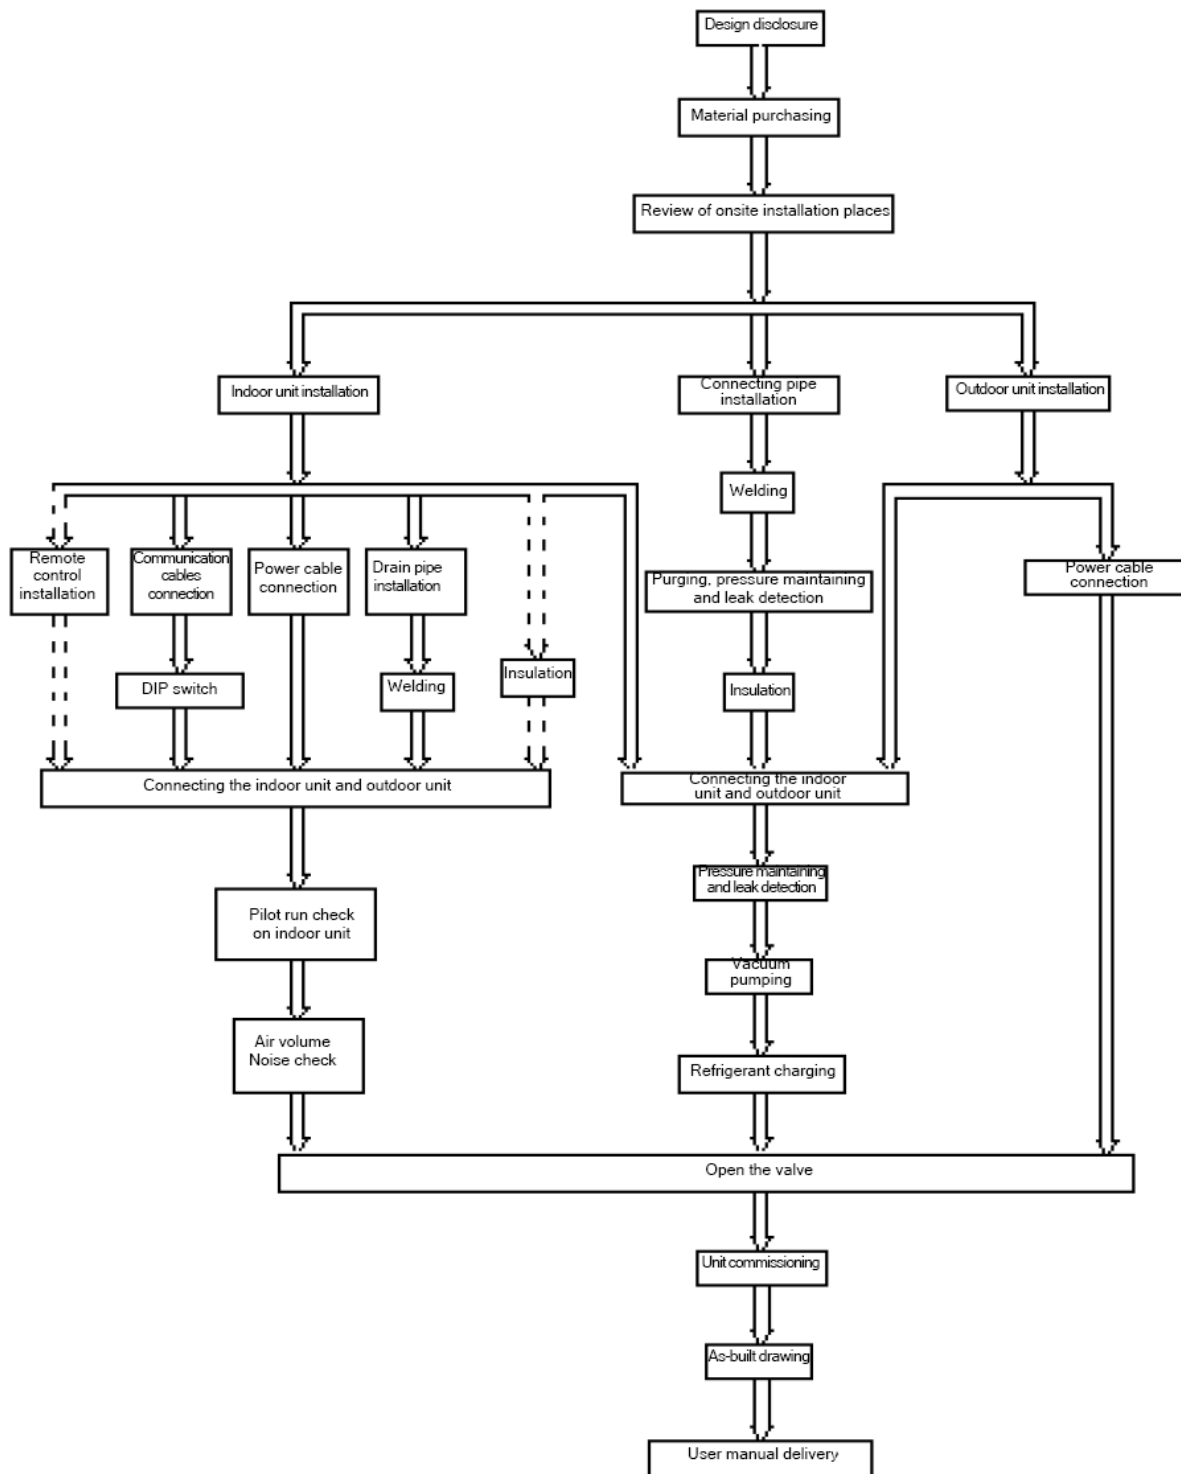 Design disclosure
Material purchasing
Review of onsite installation places
Indoor unit installation
Connecting pipe
installation
Outdoor unit installation
Welding
Remote
control
installation
Communication
cables
connection
Power cable
connection
Drain pipe
installation
Purging, pressure maintaining
and leak detection
Power cable
connection
DIP switch
Welding
Insulation
Insulation
Connecting the indoor unit and outdoor unit
Connecting the indoor
unit and outdoor unit
Pressure maintaining
and leak detection
Pilot run check
on indoor unit
Vacuum
pumping
Air volume
Noise check
Refrigerant charging
Open the valve
Unit commissioning
As-built drawing
User manual delivery